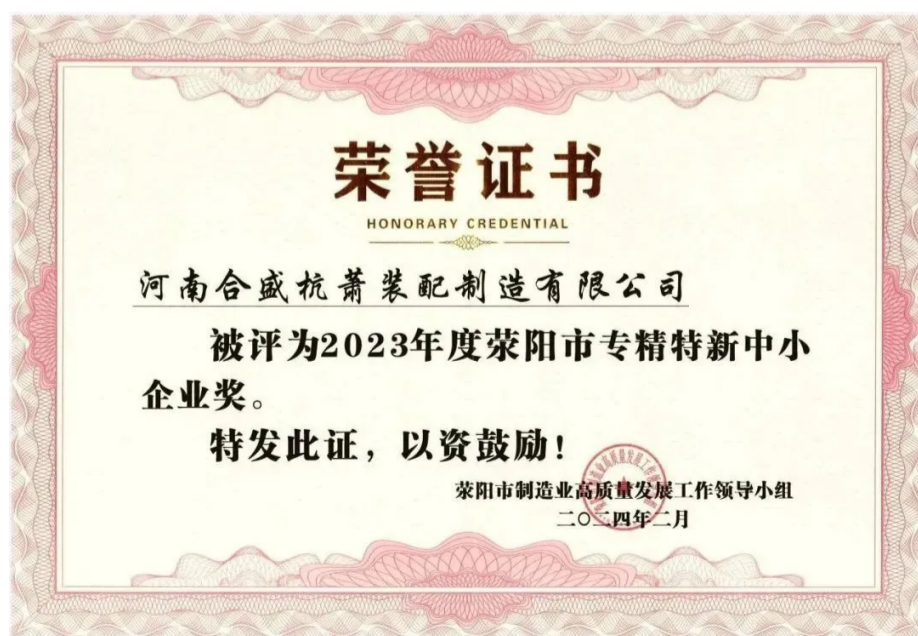 荣誉证书
HONORARY CREDENTIAL
河南合盛杭萧装配制造有限公司
被评为2023年度荥阳市专精特新中小
企业奖。
特发此证，以资鼓励！
荥阳市制造业高质量发展工作领导小组
二〇二四年二月